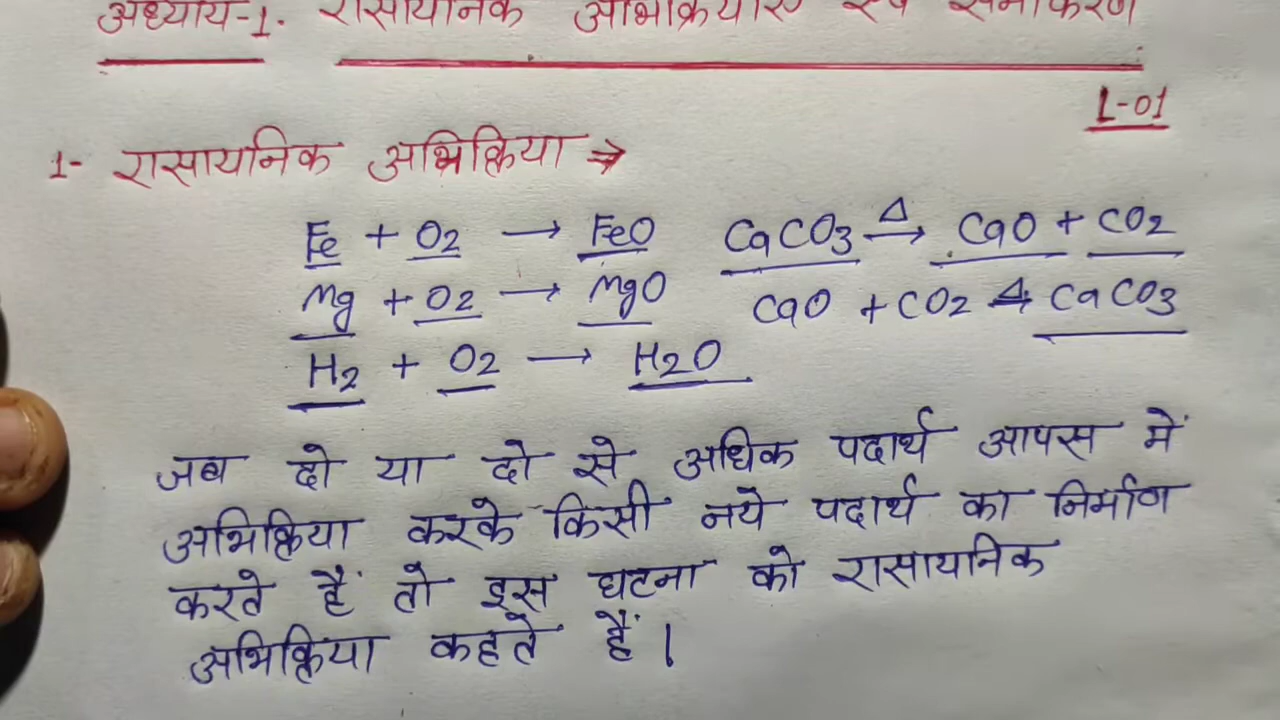 अध्याय-1. रासायनिक अभिक्रियाएं एवं समीकरण
L-01
1- रासायनिक अभिक्रिया →
Fe + O2 → FeO CaCO3 Δ→ CaO + CO2
Mg + O2 → MgO CaO + CO2 Δ→ CaCO3
H2 + O2 → H2O
जब दो या दो से अधिक पदार्थ आपस में
अभिक्रिया करके किसी नये पदार्थ का निर्माण
करते हैं तो इस घटना को रासायनिक
अभिक्रिया कहते हैं।